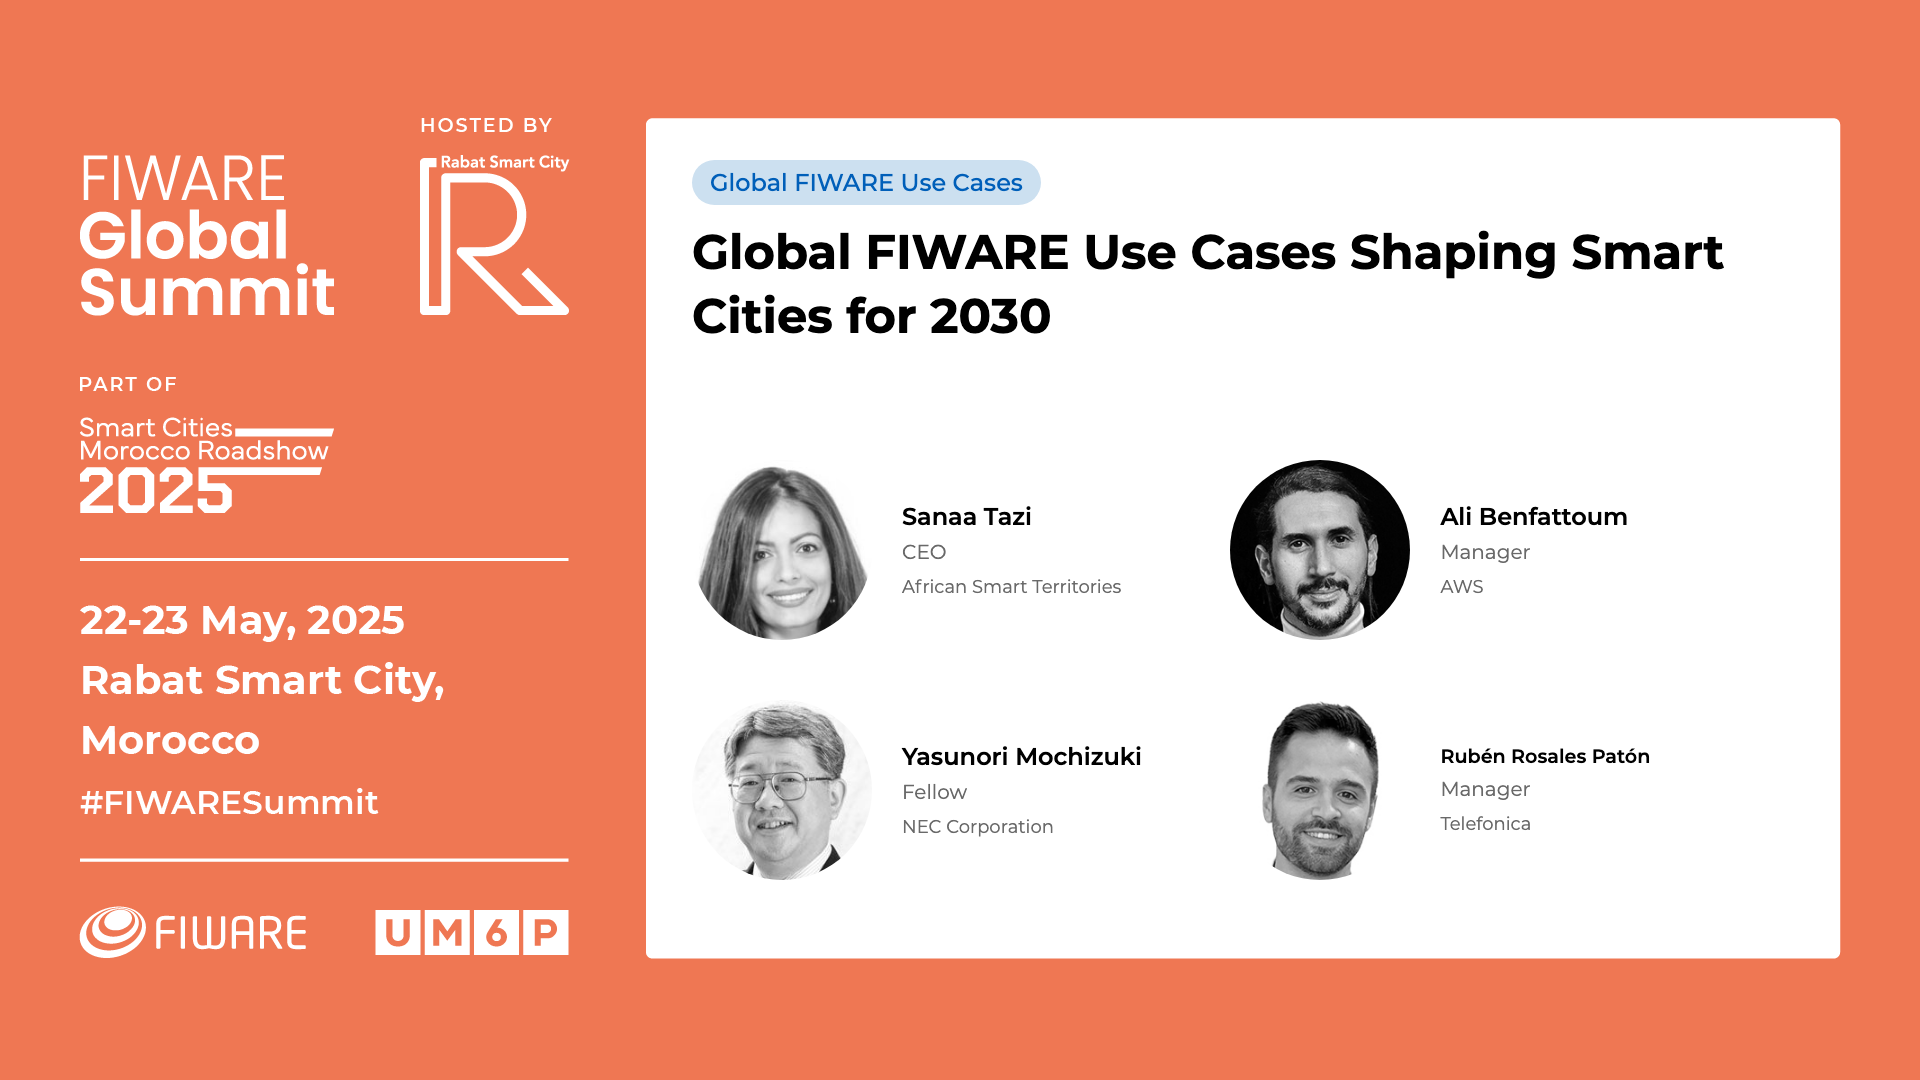 FIWARE
Global
Summit
HOSTED BY
Rabat Smart City
R
PART OF
Smart Cities
Morocco Roadshow
2025
22-23 May, 2025
Rabat Smart City,
Morocco
#FIWARESummit
FIWARE
UM6P
Global FIWARE Use Cases
Global FIWARE Use Cases Shaping Smart
Cities for 2030
Sanaa Tazi
CEO
African Smart Territories
Ali Benfattoum
Manager
AWS
Yasunori Mochizuki
Fellow
NEC Corporation
Rubén Rosales Patón
Manager
Telefonica